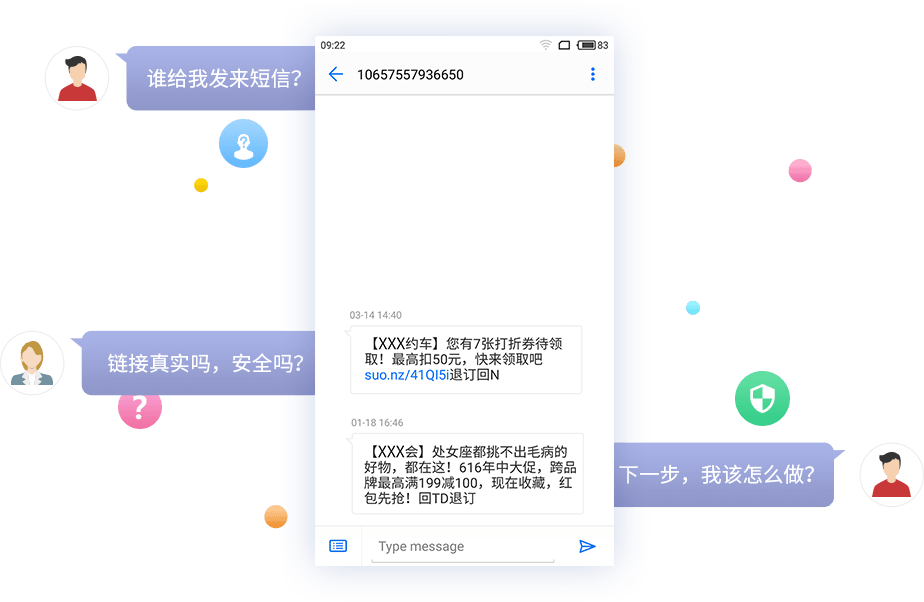 09:22
83
谁给我发来短信?
10657557936650
?
03-14 14:40
【XXX约车】您有7张打折券待领
取！最高扣50元，快来领取吧
suo.nz/41QI5i退订回N
链接真实吗，安全吗?
?
01-18 16:46
【XXX会】处女座都挑不出毛病的
好物，都在这！616年中大促，跨品
牌最高满199减100，现在收藏，红
包先抢！回TD退订
下一步，我该怎么做?
Type message